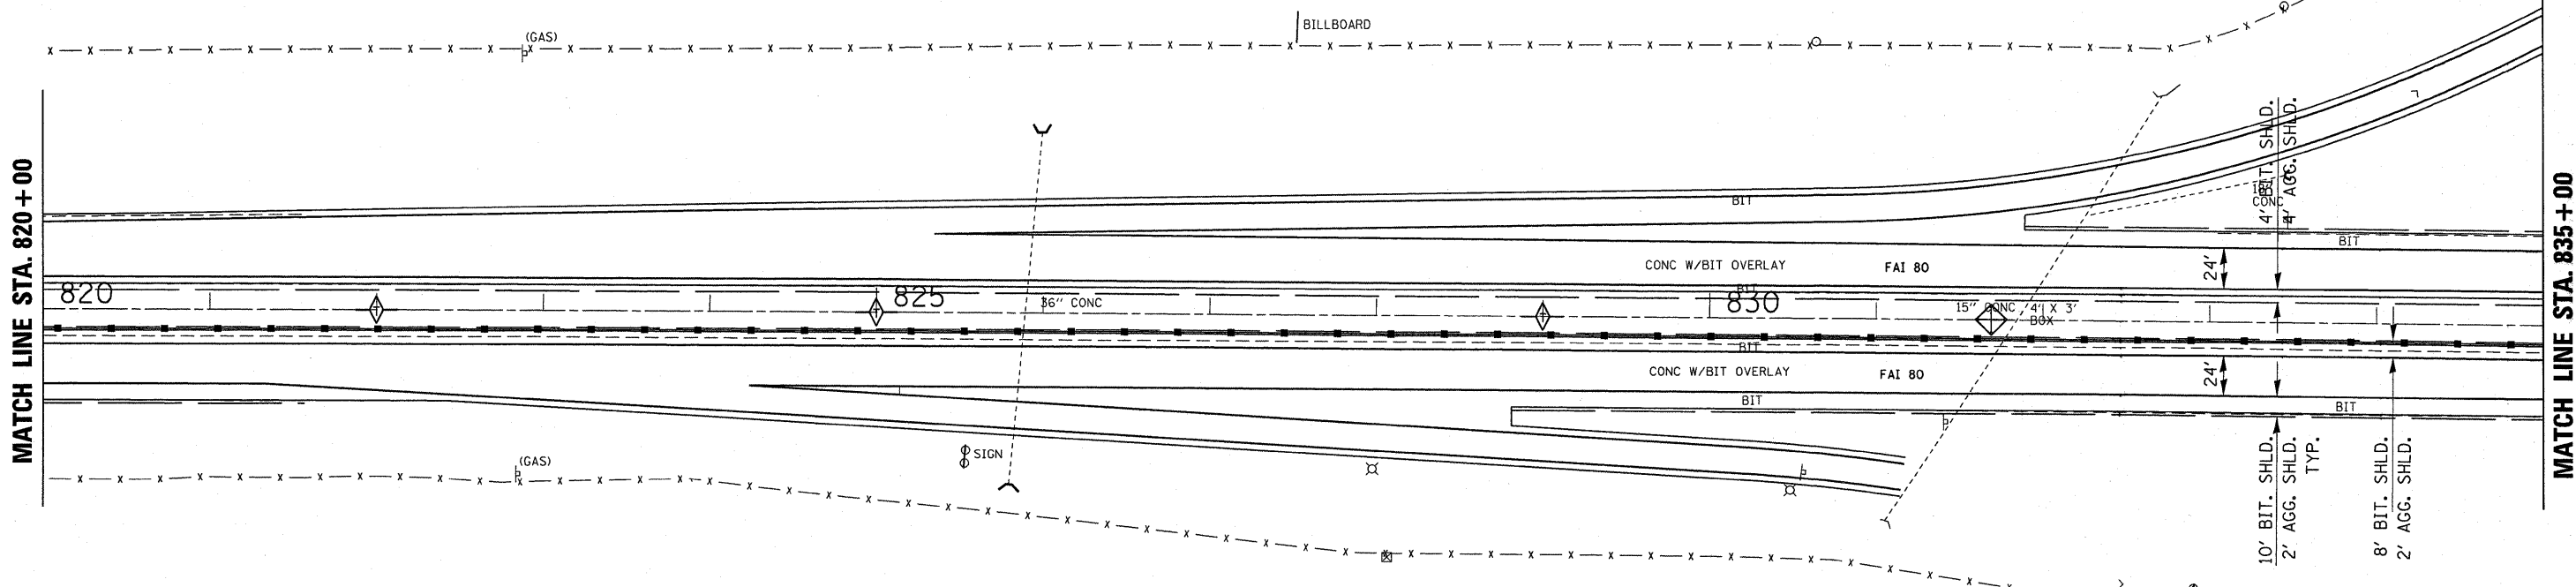 BILLBOARD
(GAS)
MATCH LINE STA. 820+00
4' BIT. SHLD.
4' AGG. SHLD.
CONC
BIT
BIT
CONC W/BIT OVERLAY
FAI 80
24'
820
825
36" CONC
BIT
830
15" CONC
4' X 3'
BOX
BIT
CONC W/BIT OVERLAY
FAI 80
24'
BIT
BIT
SIGN
(GAS)
10' BIT. SHLD.
2' AGG. SHLD.
TYP.
8' BIT. SHLD.
2' AGG. SHLD.
MATCH LINE STA. 835+00